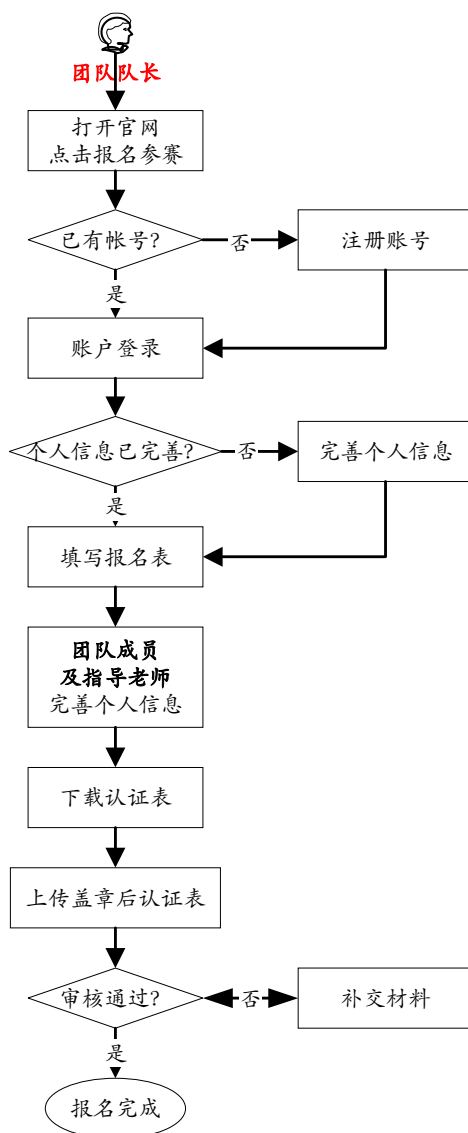 团队队长
打开官网
点击报名参赛
已有帐号?
否
注册账号
是
账户登录
个人信息已完善?
否
完善个人信息
是
填写报名表
团队成员
及指导老师
完善个人信息
下载认证表
上传盖章后认证表
审核通过?
否
补交材料
是
报名完成